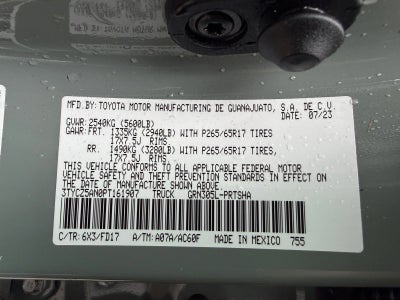 MFD.BY:TOYOTA MOTOR MANUFACTURING DE GUANAJUATO, S.A. DE C.V.
GVWR:2540KG (5600LB) DATE: 07/23
GAWR:FRT. 1335KG (2940LB) WITH P265/65R17 TIRES
17X7.5J RIMS
RR. 1490KG (3200LB) WITH P265/65R17 TIRES,
17X7.5J RIMS
THIS VEHICLE CONFORMS TO ALL APPLICABLE FEDERAL MOTOR
VEHICLE SAFETY AND THEFT PREVENTION STANDARDS IN EFFECT
ON THE DATE OF MANUFACTURE SHOWN ABOVE.
3TYCZ5AN0PT161907 TRUCK GRN305L-PRTSHA
C/TR: 6X3/FD17 A/TM: A07A/AC60F MADE IN MEXICO 755